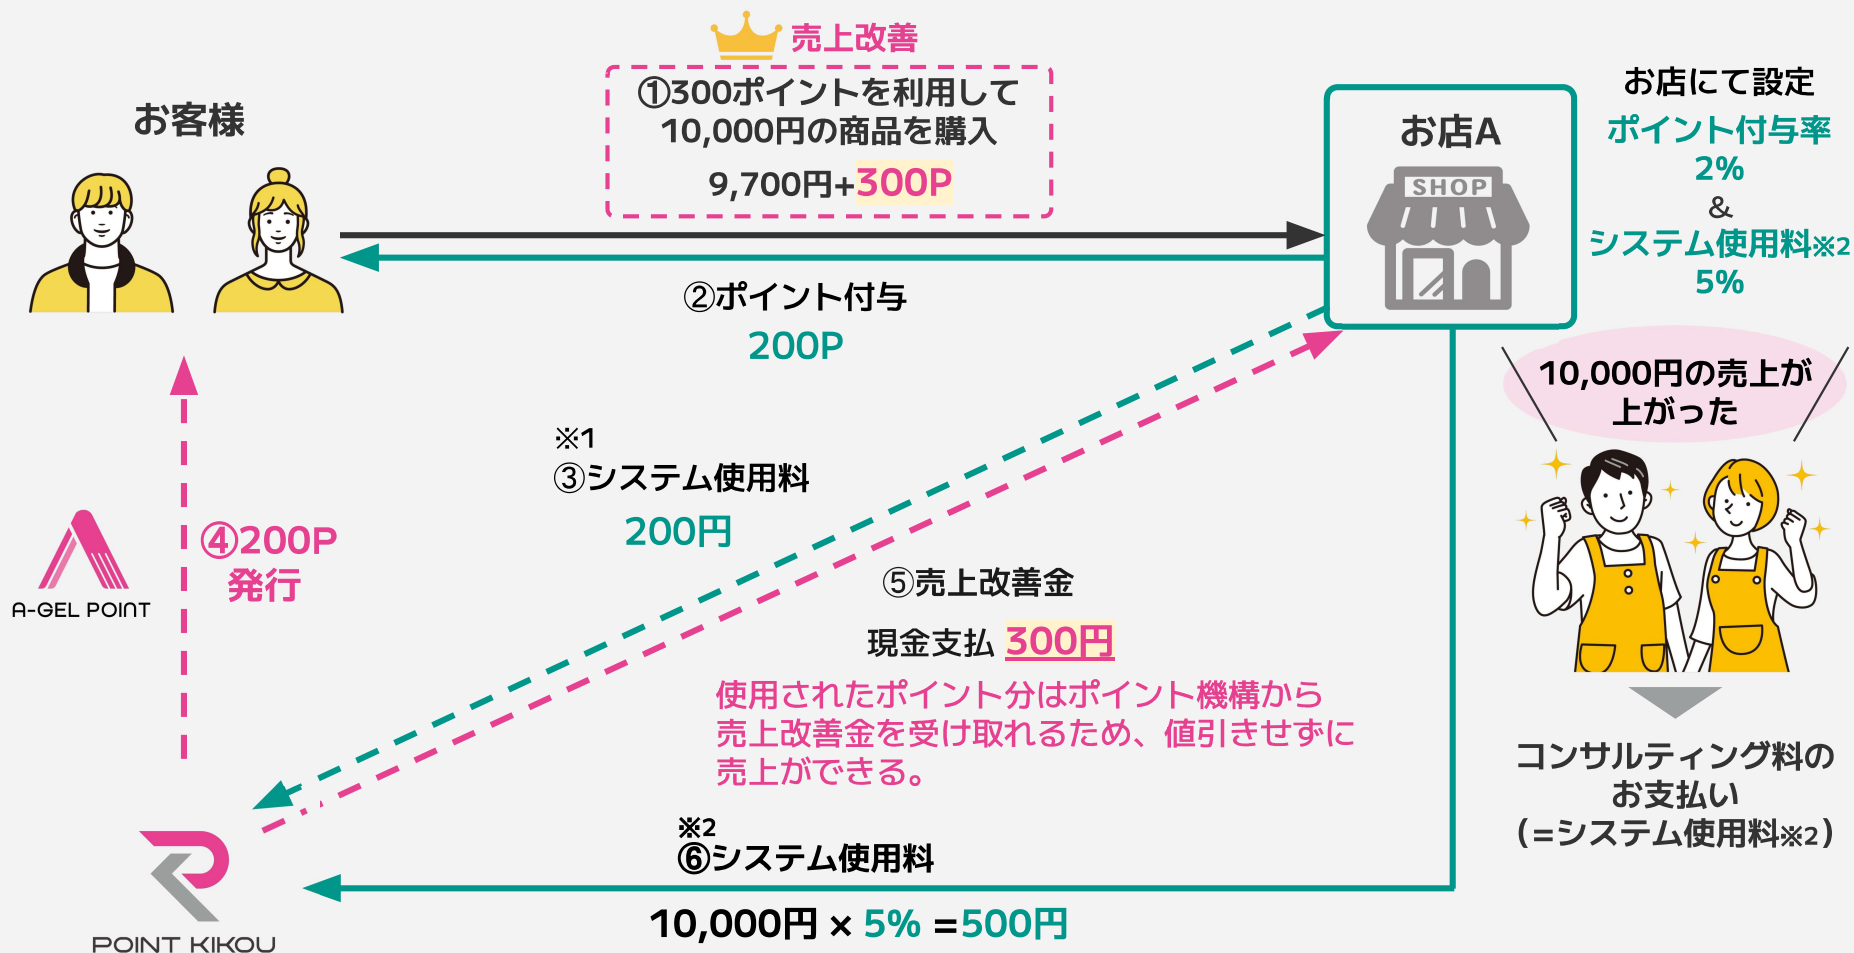 売上改善
①300ポイントを利用して
10,000円の商品を購入
9,700円+300P
お客様
お店A
SHOP
お店にて設定
ポイント付与率
2%
&
システム使用料※2
5%
②ポイント付与
200P
10,000円の売上が
上がった
※1
③システム使用料
200円
④200P
発行
A-GEL POINT
⑤売上改善金
現金支払 300円
使用されたポイント分はポイント機構から
売上改善金を受け取れるため、値引きせずに
売上ができる。
コンサルティング料の
お支払い
(=システム使用料※2)
※2
⑥システム使用料
10,000円 × 5% =500円
POINT KIKOU